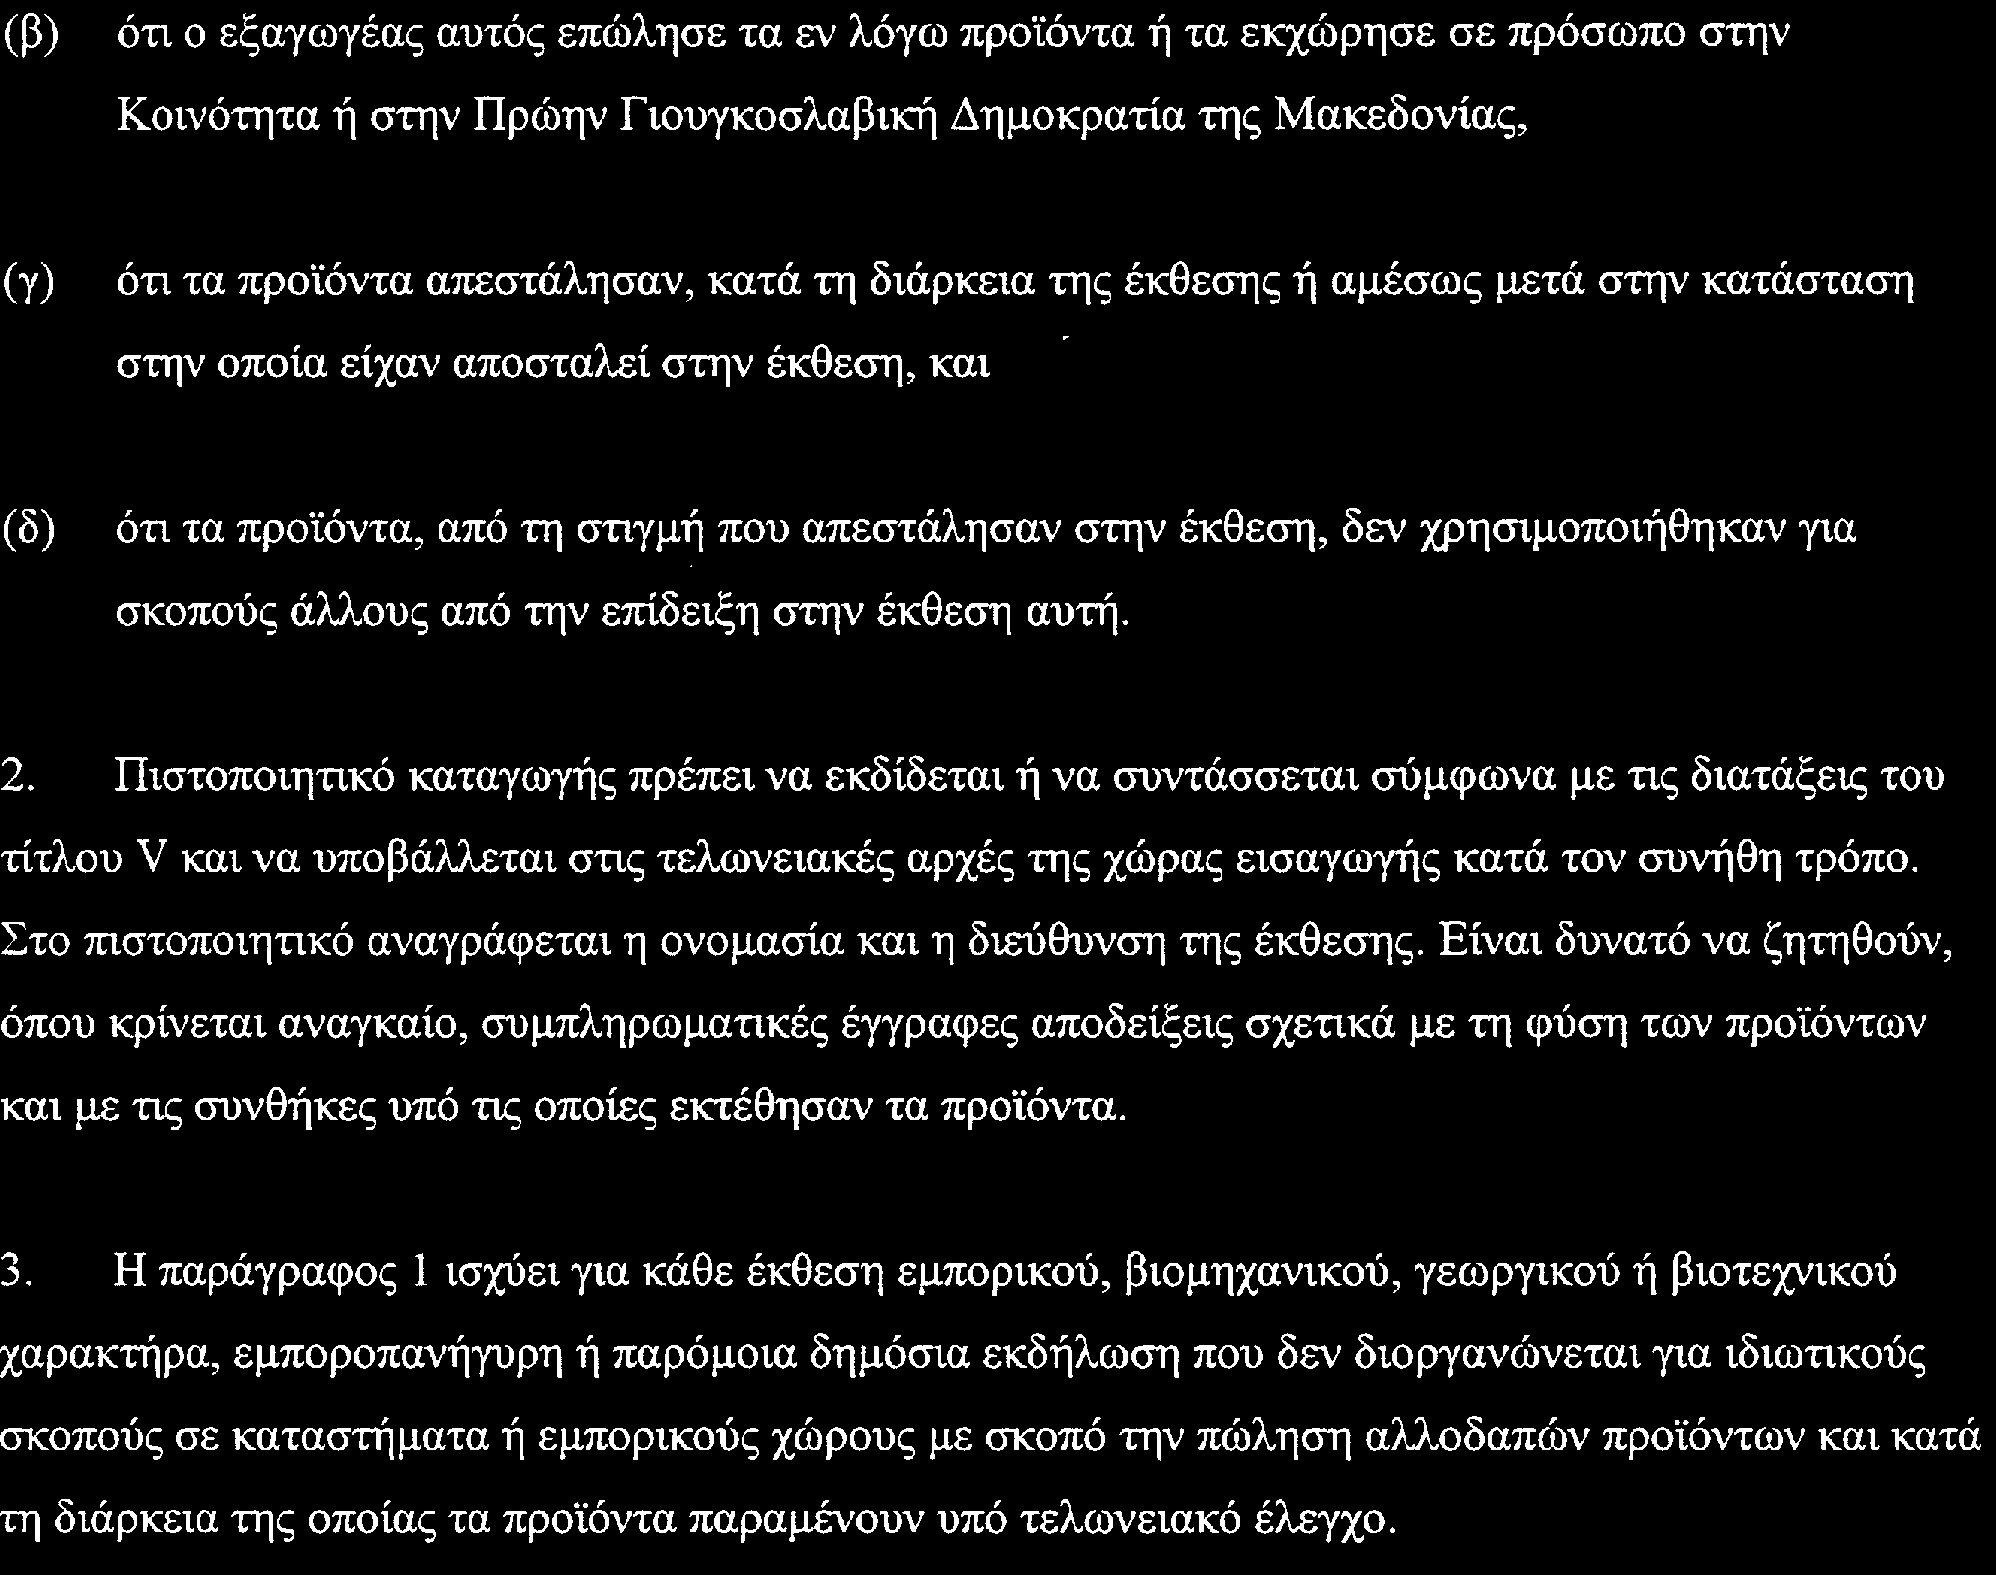 (β) ότι ο εξαγωγέας αυτός επώλησε τα εν λόγω προϊόντα ή τα εκχώρησε σε πρόσωπο στην
Κοινότητα ή στην Πρώην Γιουγκοσλαβική Δημοκρατία της Μακεδονίας,
(γ) ότι τα προϊόντα απεστάλησαν, κατά τη διάρκεια της έκθεσης ή αμέσως μετά στην κατάσταση
στην οποία είχαν αποσταλεί στην έκθεση, και
(δ) ότι τα προϊόντα, από τη στιγμή που απεστάλησαν στην έκθεση, δεν χρησιμοποιήθηκαν για
σκοπούς άλλους από την επίδειξη στην έκθεση αυτή.
2. Πιστοποιητικό καταγωγής πρέπει να εκδίδεται ή να συντάσσεται σύμφωνα με τις διατάξεις του
τίτλου V και να υποβάλλεται στις τελωνειακές αρχές της χώρας εισαγωγής κατά τον συνήθη τρόπο.
Στο πιστοποιητικό αναγράφεται η ονομασία και η διεύθυνση της έκθεσης. Είναι δυνατό να ζητηθούν,
όπου κρίνεται αναγκαίο, συμπληρωματικές έγγραφες αποδείξεις σχετικά με τη φύση των προϊόντων
και με τις συνθήκες υπό τις οποίες εκτέθησαν τα προϊόντα.
3. Η παράγραφος 1 ισχύει για κάθε έκθεση εμπορικού, βιομηχανικού, γεωργικού ή βιοτεχνικού
χαρακτήρα, εμποροπανήγυρη ή παρόμοια δημόσια εκδήλωση που δεν διοργανώνεται για ιδιωτικούς
σκοπούς σε καταστήματα ή εμπορικούς χώρους με σκοπό την πώληση αλλοδαπών προϊόντων και κατά
τη διάρκεια της οποίας τα προϊόντα παραμένουν υπό τελωνειακό έλεγχο.